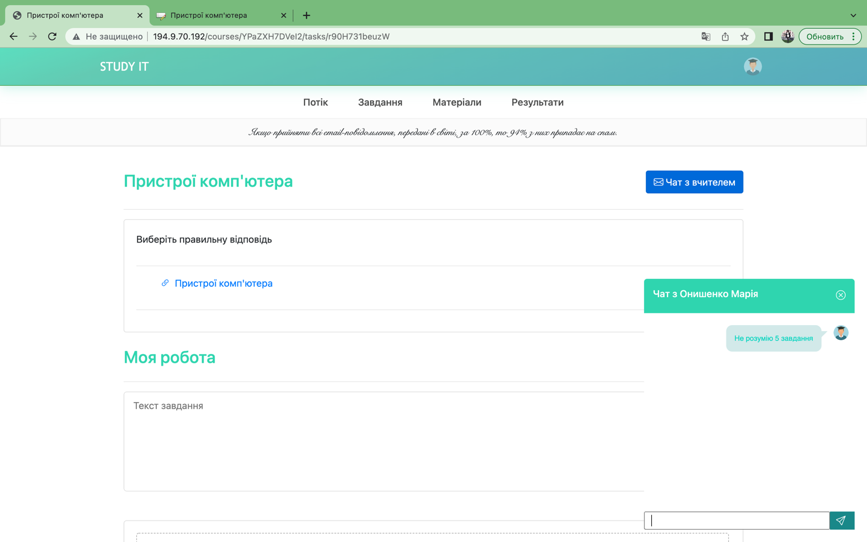 Пристрої комп'ютера
Пристрої комп'ютера
Не защищено
194.9.70.192/courses/YPaZXH7DVeI2/tasks/r90H731beuzW
Обновить
STUDY IT
Потік
Завдання
Матеріали
Результати
Якщо прийняти всі email-повідомлення, передані в світі, за 100%, то 94% з них припадає на спам.
Пристрої комп'ютера
Чат з вчителем
Виберіть правильну відповідь
Пристрої комп'ютера
Чат з Онишенко Марія
Не розумію 5 завдання
Моя робота
Текст завдання